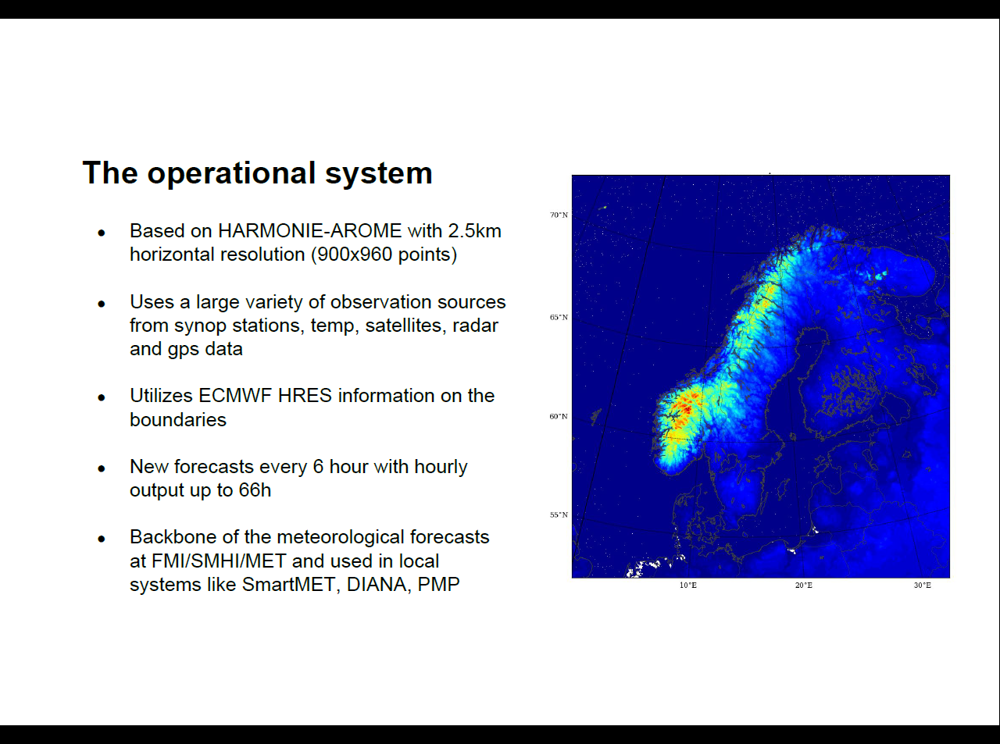 The operational system
● Based on HARMONIE-AROME with 2.5km
horizontal resolution (900x960 points)
● Uses a large variety of observation sources
from synop stations, temp, satellites, radar
and gps data
● Utilizes ECMWF HRES information on the
boundaries
● New forecasts every 6 hour with hourly
output up to 66h
● Backbone of the meteorological forecasts
at FMI/SMHI/MET and used in local
systems like SmartMET, DIANA, PMP
70°N
65°N
60°N
55°N
10°E 20°E 30°E